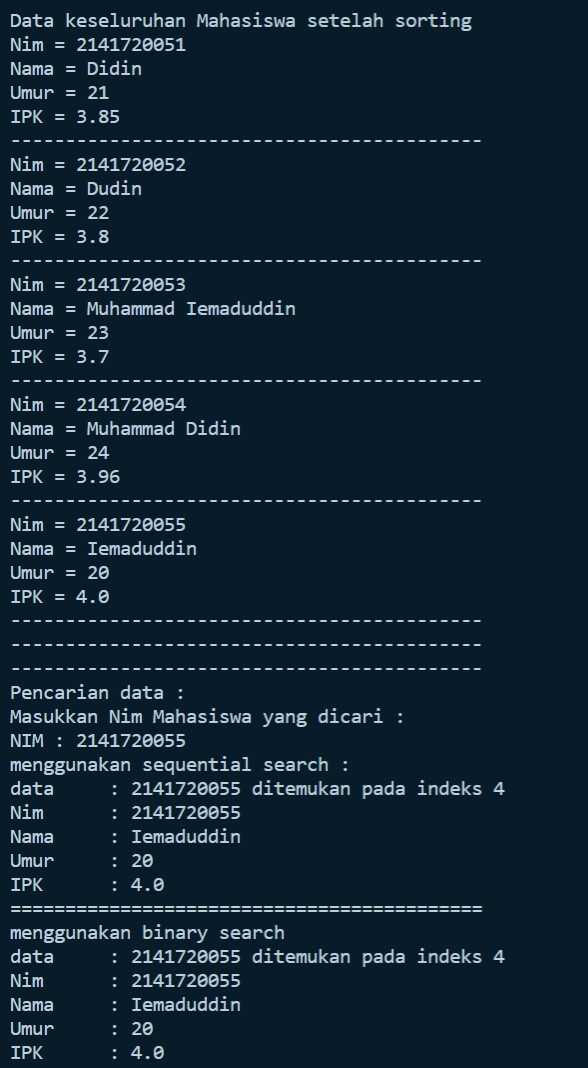 Data keseluruhan Mahasiswa setelah sorting
Nim = 2141720051
Nama = Didin
Umur = 21
IPK = 3.85
-------------------------------------------
Nim = 2141720052
Nama = Dudin
Umur = 22
IPK = 3.8
-------------------------------------------
Nim = 2141720053
Nama = Muhammad Iemaduddin
Umur = 23
IPK = 3.7
-------------------------------------------
Nim = 2141720054
Nama = Muhammad Didin
Umur = 24
IPK = 3.96
-------------------------------------------
Nim = 2141720055
Nama = Iemaduddin
Umur = 20
IPK = 4.0
-------------------------------------------
-------------------------------------------
-------------------------------------------
Pencarian data :
Masukkan Nim Mahasiswa yang dicari :
NIM : 2141720055
menggunakan sequential search :
data     : 2141720055 ditemukan pada indeks 4
Nim      : 2141720055
Nama     : Iemaduddin
Umur     : 20
IPK      : 4.0
===========================================
menggunakan binary search
data     : 2141720055 ditemukan pada indeks 4
Nim      : 2141720055
Nama     : Iemaduddin
Umur     : 20
IPK      : 4.0